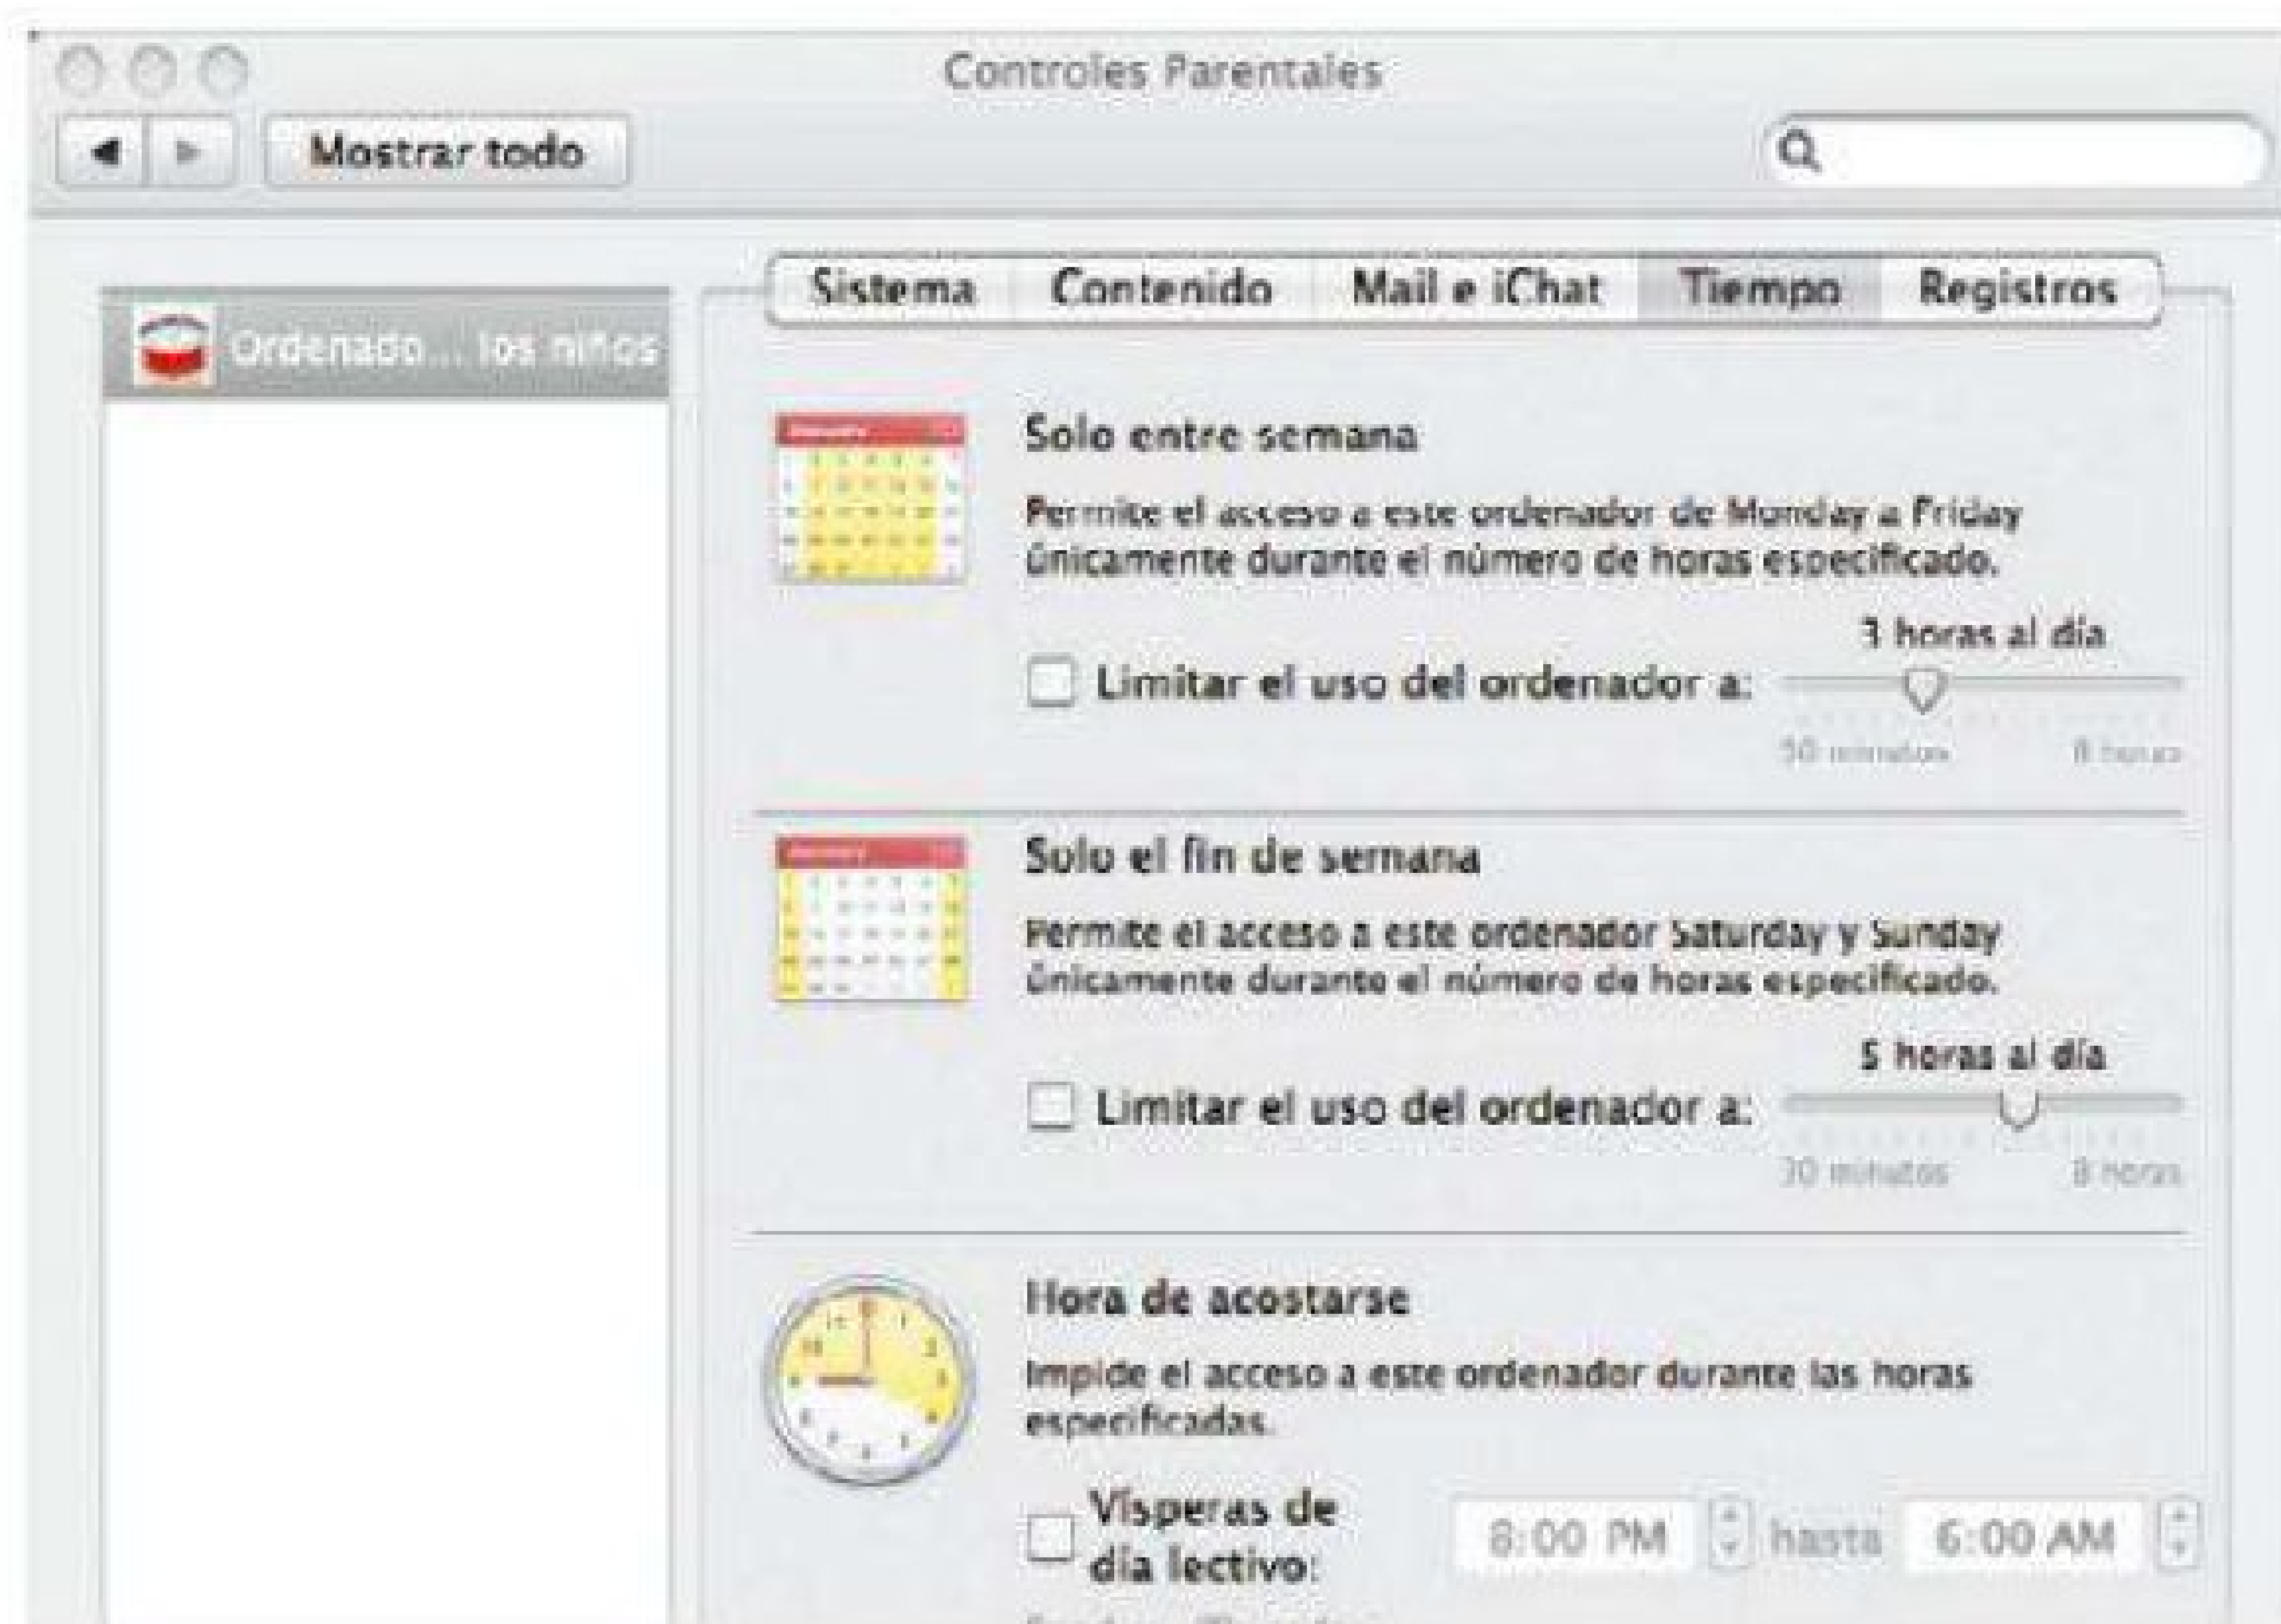 Controles Parentales
Mostrar todo
Sistema Contenido Mail e iChat Tiempo Registros
Ordenado... los niños
Solo entre semana
Permite el acceso a este ordenador de Monday a Friday
únicamente durante el número de horas especificado.
3 horas al día
Limitar el uso del ordenador a:
30 minutos 8 horas
Solo el fin de semana
Permite el acceso a este ordenador Saturday y Sunday
únicamente durante el número de horas especificado.
5 horas al día
Limitar el uso del ordenador a:
30 minutos 8 horas
Hora de acostarse
Impide el acceso a este ordenador durante las horas
especificadas.
Vísperas de
día lectivo:
8:00 PM hasta 6:00 AM